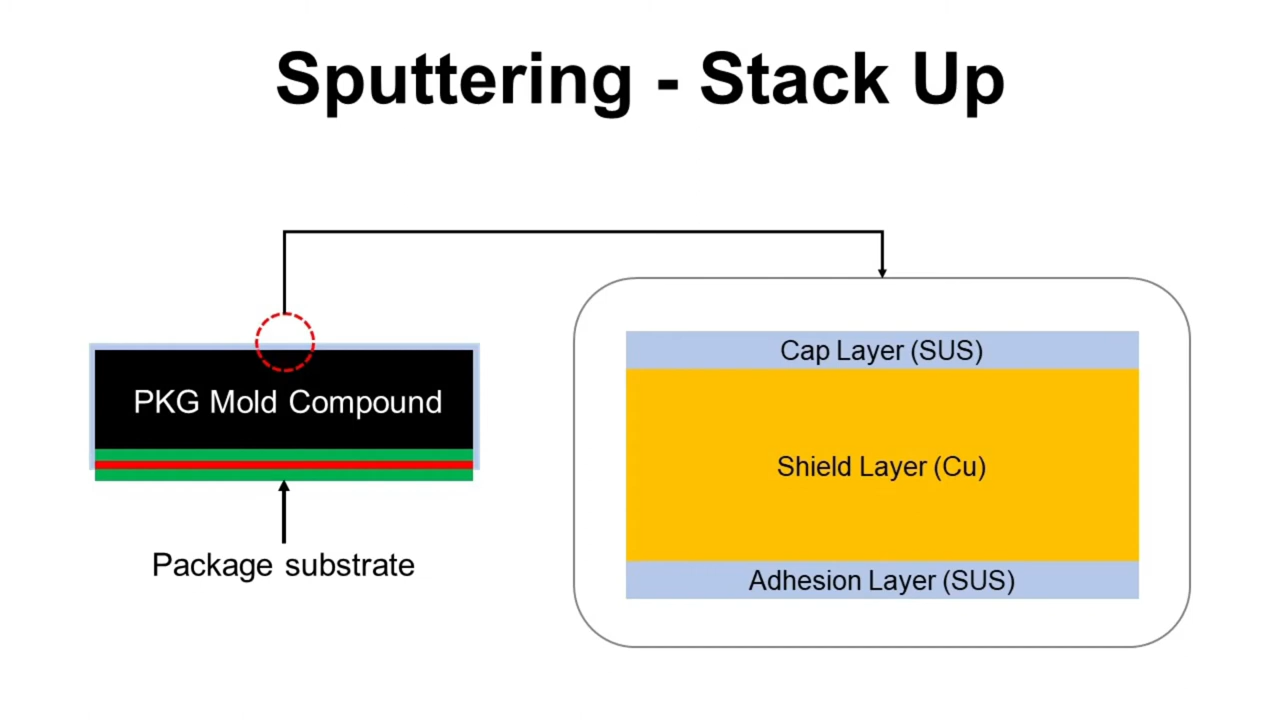 Sputtering - Stack Up
PKG Mold Compound
Package substrate
Cap Layer (SUS)
Shield Layer (Cu)
Adhesion Layer (SUS)